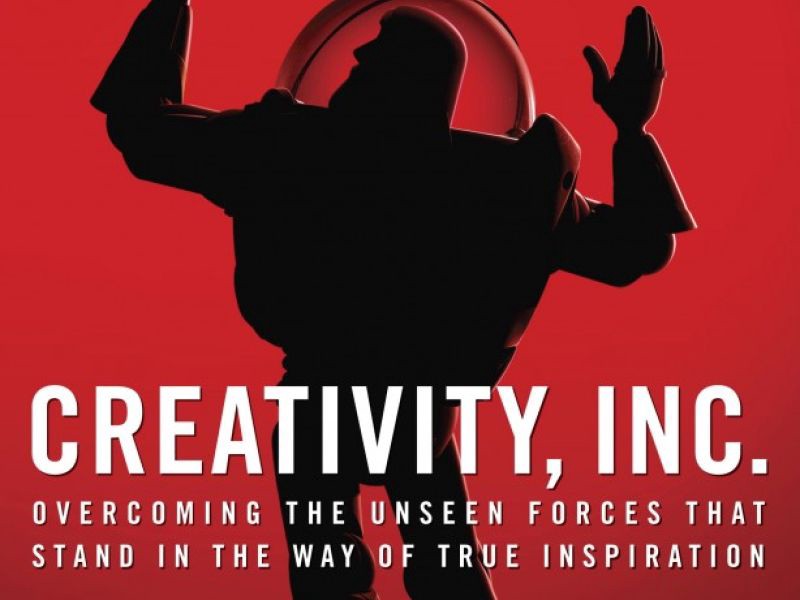 CREATIVITY, INC.
OVERCOMING THE UNSEEN FORCES THAT
STAND IN THE WAY OF TRUE INSPIRATION